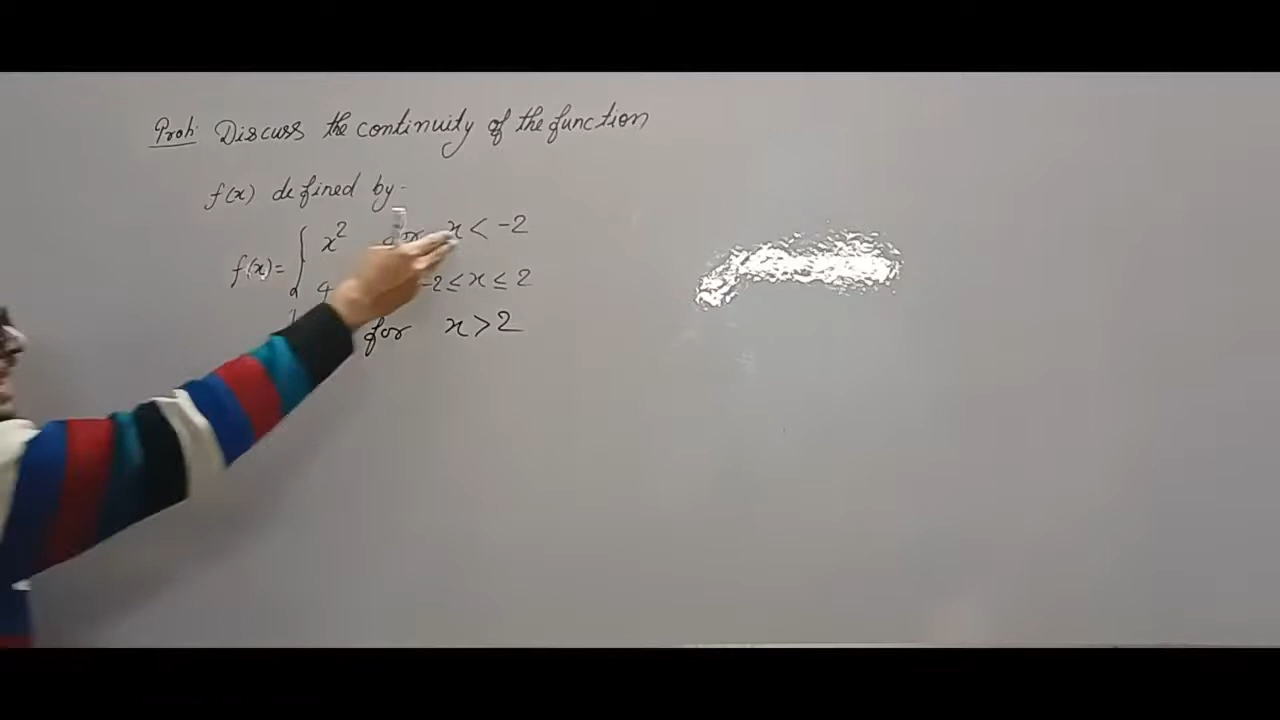 Prob: Discuss the continuity of the function
f(x) defined by-
f(x)= { x² for x < -2
4 -2 ≤ x ≤ 2
for x > 2